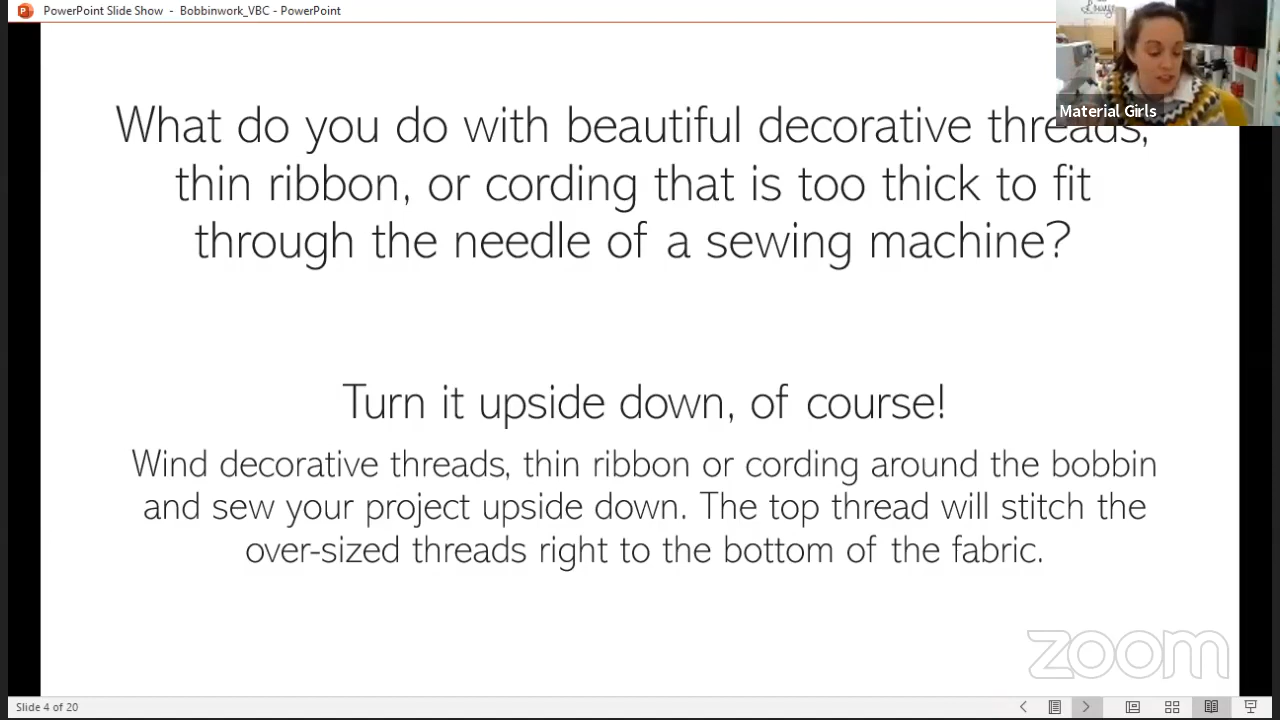 PowerPoint Slide Show - Bobbinwork_VBC - PowerPoint
Material Girls
What do you do with beautiful decorative threads,
thin ribbon, or cording that is too thick to fit
through the needle of a sewing machine?
Turn it upside down, of course!
Wind decorative threads, thin ribbon or cording around the bobbin
and sew your project upside down. The top thread will stitch the
over-sized threads right to the bottom of the fabric.
zoom
Slide 4 of 20